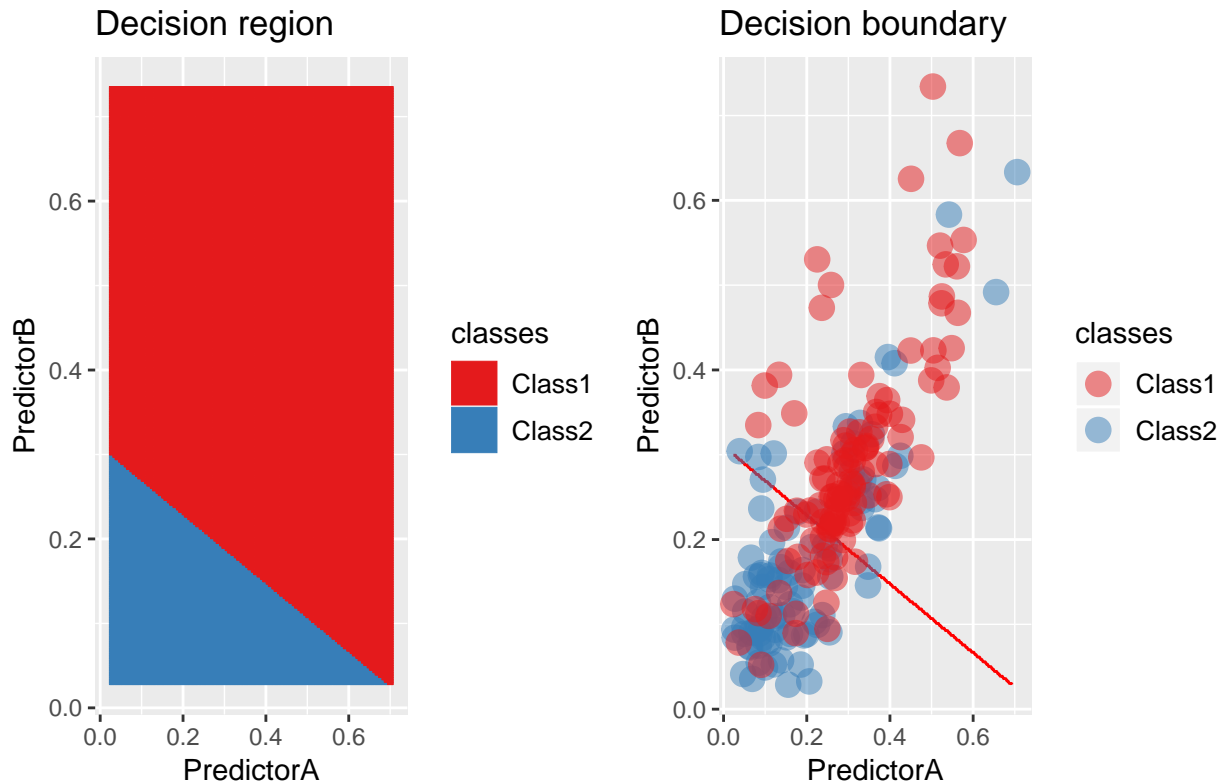 Decision region
PredictorB
0.6
0.4
0.2
0.0
0.0 0.2 0.4 0.6
PredictorA
classes
Class1
Class2
Decision boundary
PredictorB
0.6
0.4
0.2
0.0
0.0 0.2 0.4 0.6
PredictorA
classes
Class1
Class2